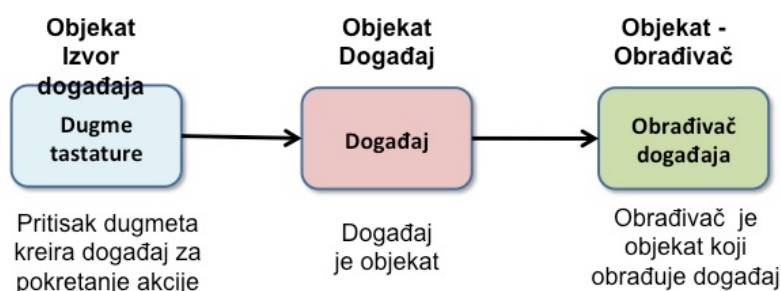 Objekat
Izvor
događaja
Dugme
tastature
Pritisak dugmeta
kreira događaj za
pokretanje akcije
Objekat
Događaj
Događaj
Događaj
je objekat
Objekat -
Obrađivač
Obrađivač
događaja
Obrađivač je
objekat koji
obrađuje događaj